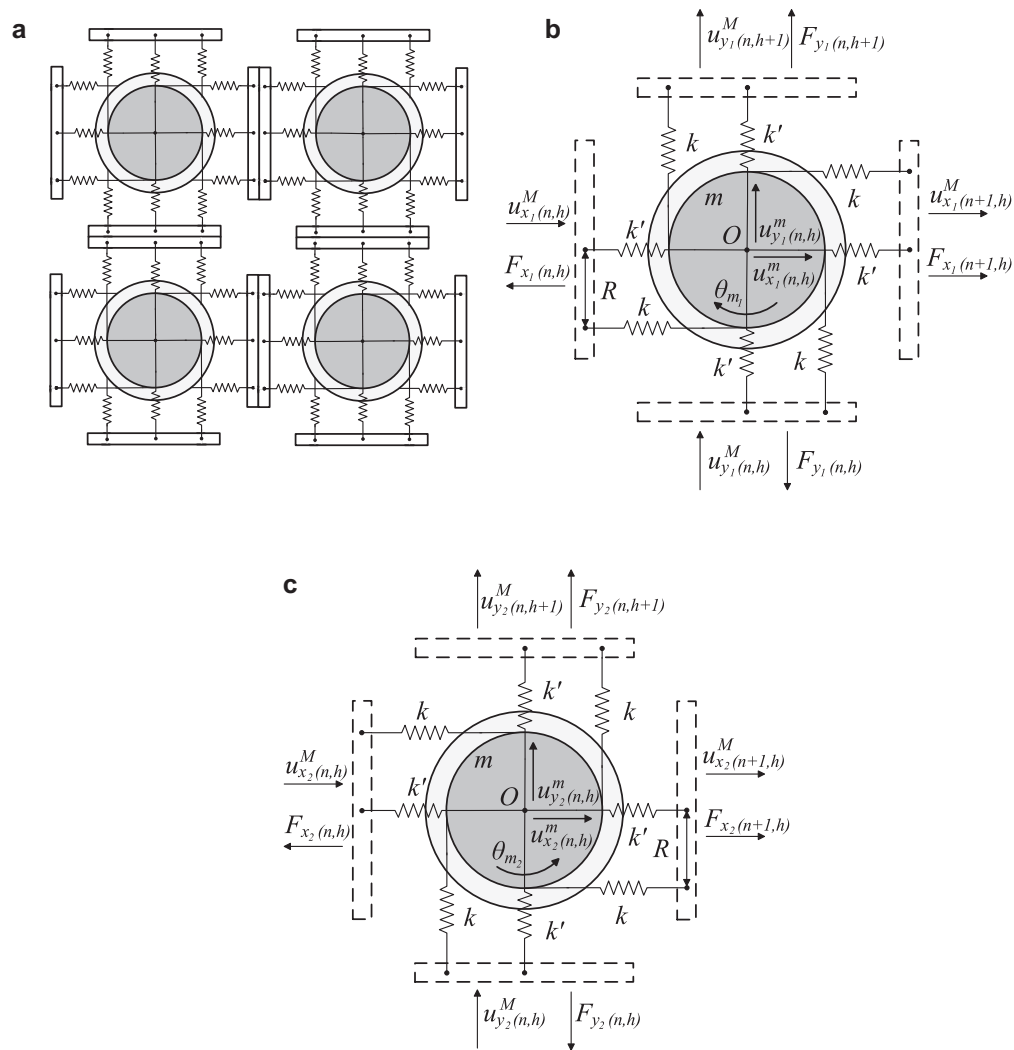 a
b
u^M_{y_1(n,h+1)} F_{y_1(n,h+1)}
k k'
k
m
u^M_{x_1(n,h)} u^M_{x_1(n+1,h)}
k' O u^m_{y_1(n,h)}
F_{x_1(n,h)} u^m_{x_1(n,h)} k' F_{x_1(n+1,h)}
R θ_{m_1}
k
k' k
u^M_{y_1(n,h)} F_{y_1(n,h)}
c
u^M_{y_2(n,h+1)} F_{y_2(n,h+1)}
k k' k
m
u^M_{x_2(n,h)} u^M_{x_2(n+1,h)}
k' O u^m_{y_2(n,h)}
F_{x_2(n,h)} u^m_{x_2(n,h)} k' F_{x_2(n+1,h)}
θ_{m_2} R
k k' k
u^M_{y_2(n,h)} F_{y_2(n,h)}